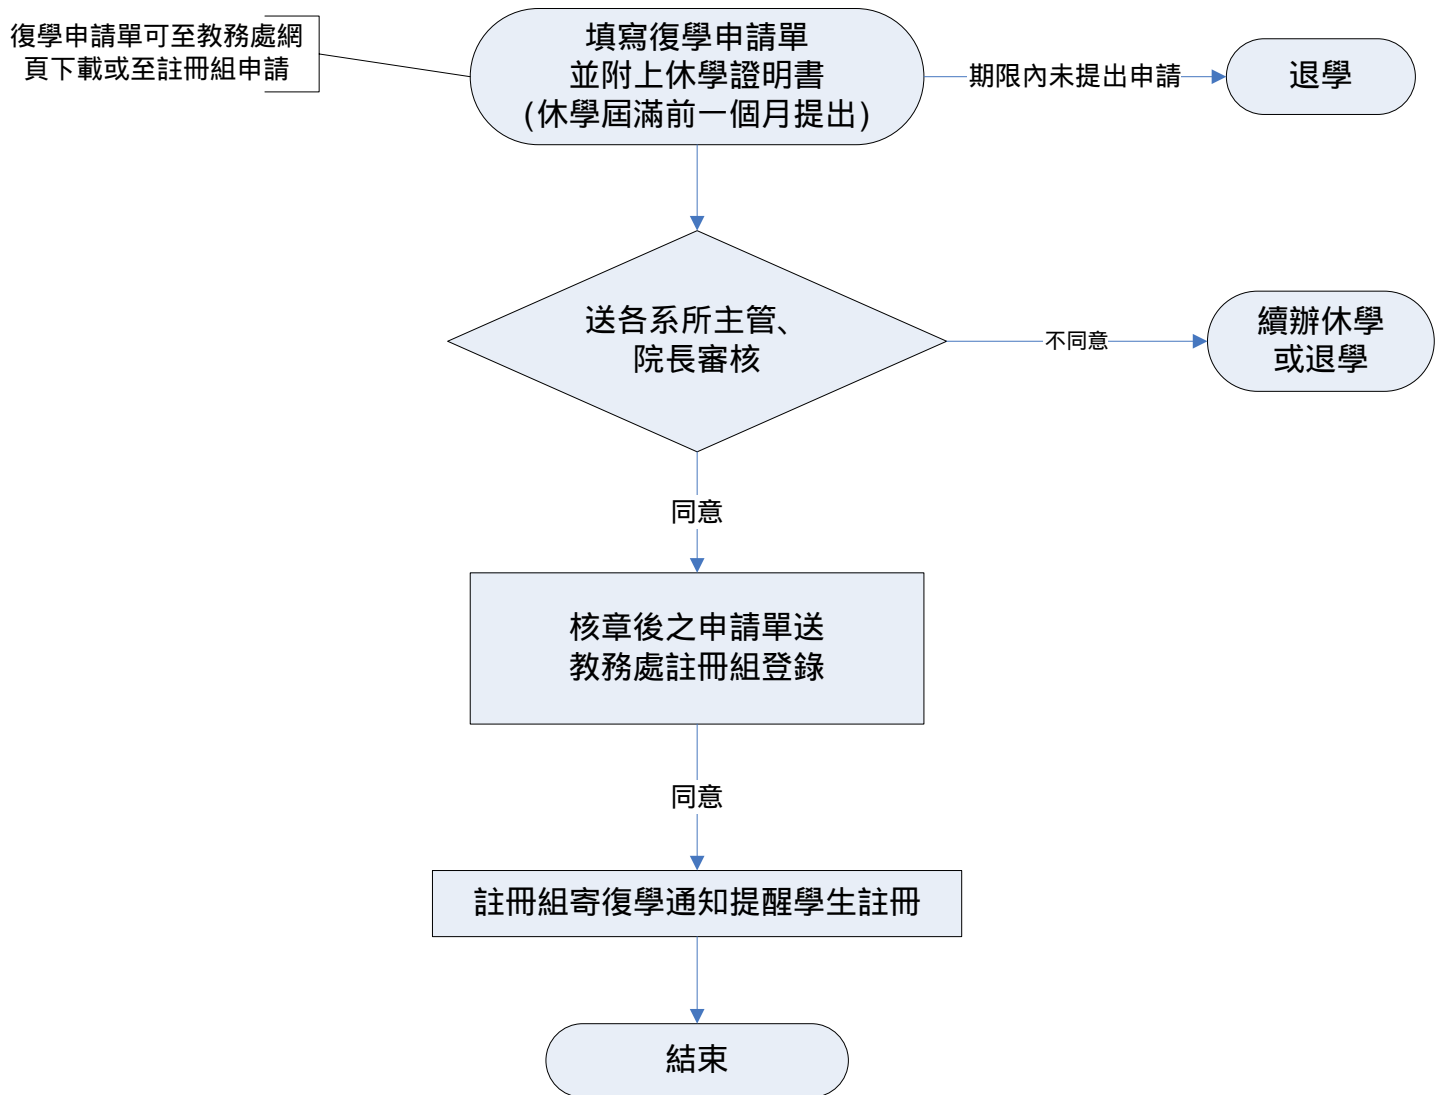 復學申請單可至教務處網
頁下載或至註冊組申請
填寫復學申請單
並附上休學證明書
(休學屆滿前一個月提出)
期限內未提出申請
退學
送各系所主管、
院長審核
不同意
續辦休學
或退學
同意
核章後之申請單送
教務處註冊組登錄
同意
註冊組寄復學通知提醒學生註冊
結束